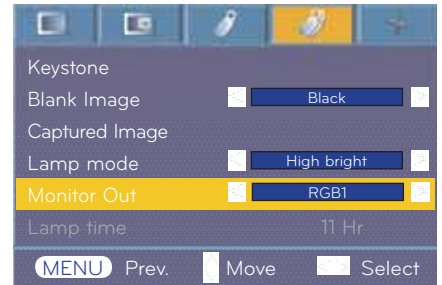 Keystone
Blank Image Black
Captured Image
Lamp mode High bright
Monitor Out RGB1
Lamp time 11 Hr
MENU Prev. Move Select